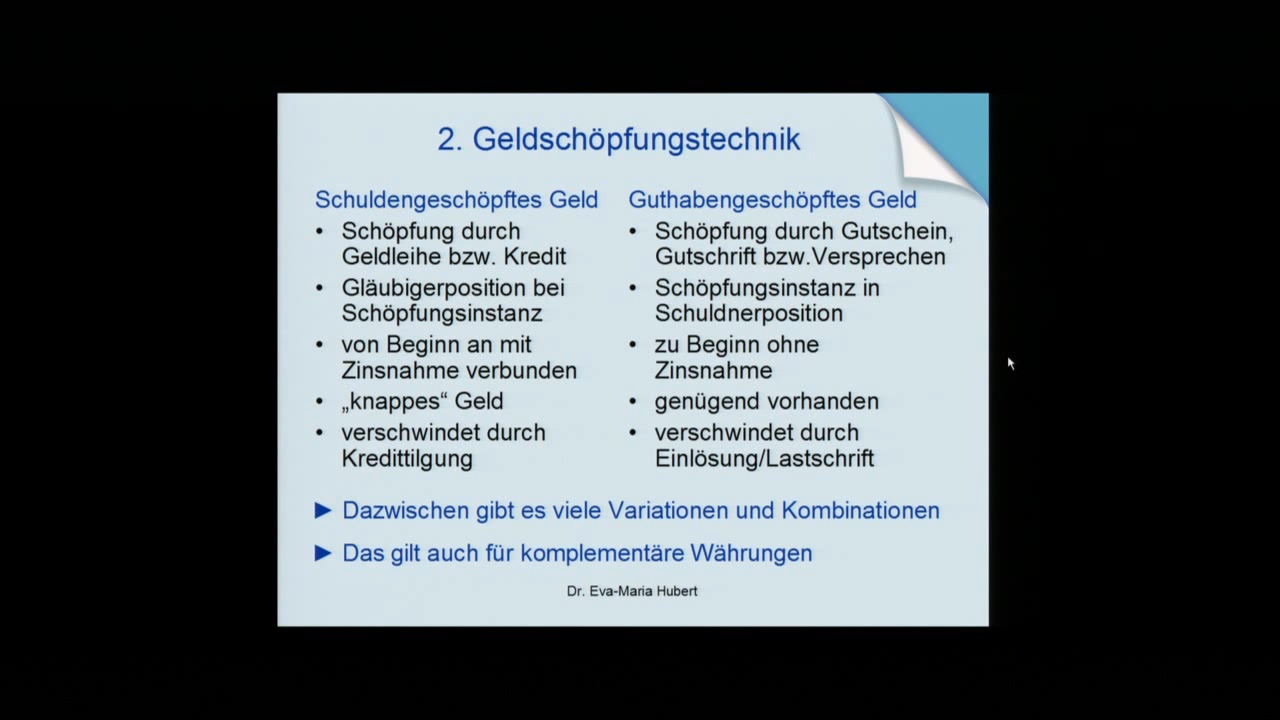 2. Geldschöpfungstechnik
Schuldengeschöpftes Geld
• Schöpfung durch
Geldleihe bzw. Kredit
• Gläubigerposition bei
Schöpfungsinstanz
• von Beginn an mit
Zinsnahme verbunden
• „knappes“ Geld
• verschwindet durch
Kredittilgung
Guthabengeschöpftes Geld
• Schöpfung durch Gutschein,
Gutschrift bzw.Versprechen
• Schöpfungsinstanz in
Schuldnerposition
• zu Beginn ohne
Zinsnahme
• genügend vorhanden
• verschwindet durch
Einlösung/Lastschrift
► Dazwischen gibt es viele Variationen und Kombinationen
► Das gilt auch für komplementäre Währungen
Dr. Eva-Maria Hubert